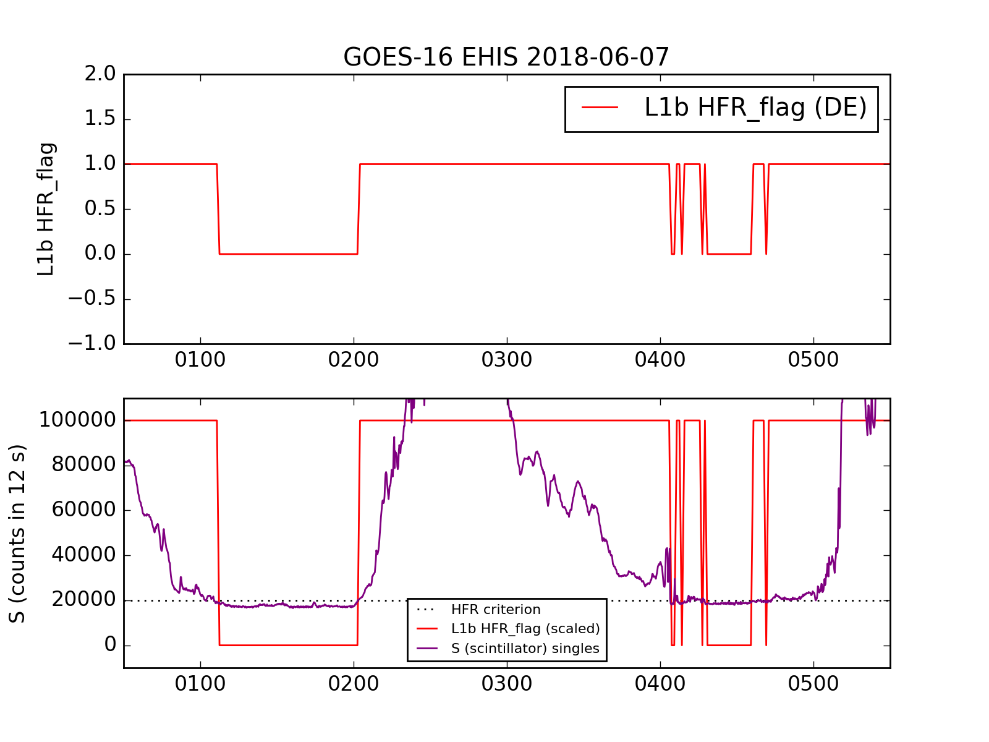 GOES-16 EHIS 2018-06-07
2.0
1.5
1.0
0.5
0.0
−0.5
−1.0
L1b HFR_flag
L1b HFR_flag (DE)
0100 0200 0300 0400 0500
100000
80000
60000
40000
20000
0
S (counts in 12 s)
HFR criterion
L1b HFR_flag (scaled)
S (scintillator) singles
0100 0200 0300 0400 0500